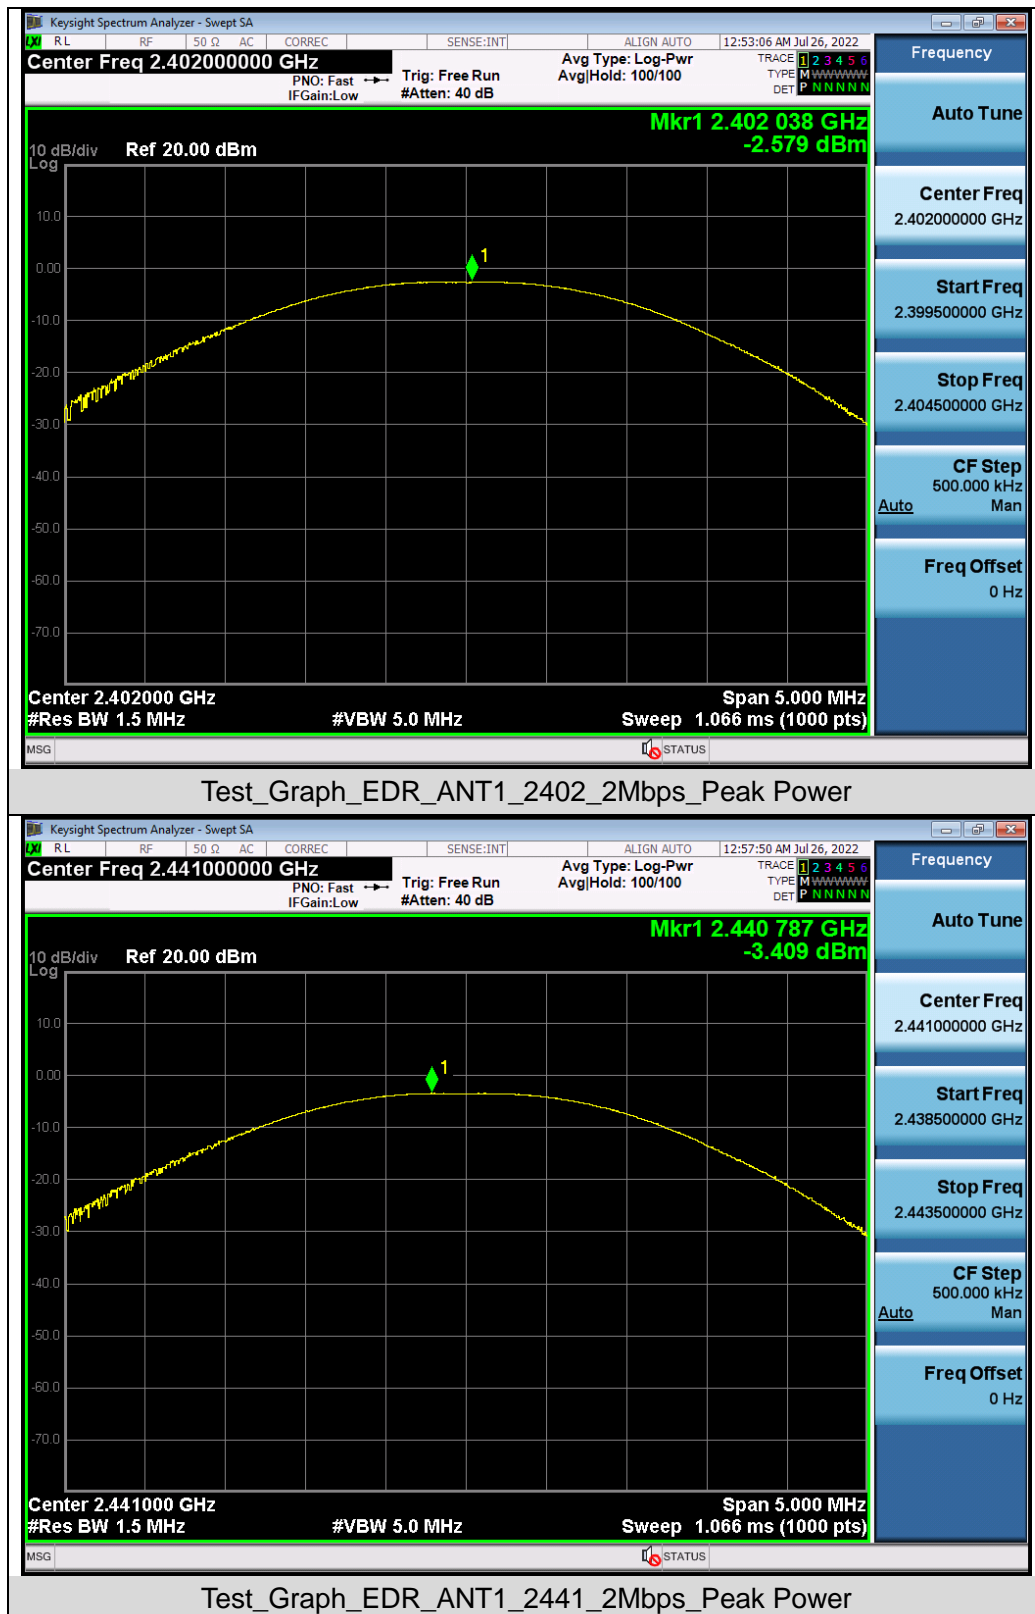 Keysight Spectrum Analyzer - Swept SA
LXI RL RF 50 Ω AC CORREC SENSE:INT ALIGN AUTO 12:53:06 AM Jul 26, 2022
Center Freq 2.402000000 GHz
PNO: Fast
IFGain:Low
Trig: Free Run
#Atten: 40 dB
Avg Type: Log-Pwr
Avg|Hold: 100/100
TRACE 1 2 3 4 5 6
TYPE M WWWWW
DET P N N N N N
Mkr1 2.402 038 GHz
-2.579 dBm
10 dB/div Ref 20.00 dBm
Log
10.0
0.00
1
-10.0
-20.0
-30.0
-40.0
-50.0
-60.0
-70.0
Center 2.402000 GHz Span 5.000 MHz
#Res BW 1.5 MHz #VBW 5.0 MHz Sweep 1.066 ms (1000 pts)
MSG STATUS
Frequency
Auto Tune
Center Freq
2.402000000 GHz
Start Freq
2.399500000 GHz
Stop Freq
2.404500000 GHz
CF Step
500.000 kHz
Auto Man
Freq Offset
0 Hz
Test_Graph_EDR_ANT1_2402_2Mbps_Peak Power
Keysight Spectrum Analyzer - Swept SA
LXI RL RF 50 Ω AC CORREC SENSE:INT ALIGN AUTO 12:57:50 AM Jul 26, 2022
Center Freq 2.441000000 GHz
PNO: Fast
IFGain:Low
Trig: Free Run
#Atten: 40 dB
Avg Type: Log-Pwr
Avg|Hold: 100/100
TRACE 1 2 3 4 5 6
TYPE M WWWWW
DET P N N N N N
Mkr1 2.440 787 GHz
-3.409 dBm
10 dB/div Ref 20.00 dBm
Log
10.0
0.00
1
-10.0
-20.0
-30.0
-40.0
-50.0
-60.0
-70.0
Center 2.441000 GHz Span 5.000 MHz
#Res BW 1.5 MHz #VBW 5.0 MHz Sweep 1.066 ms (1000 pts)
MSG STATUS
Frequency
Auto Tune
Center Freq
2.441000000 GHz
Start Freq
2.438500000 GHz
Stop Freq
2.443500000 GHz
CF Step
500.000 kHz
Auto Man
Freq Offset
0 Hz
Test_Graph_EDR_ANT1_2441_2Mbps_Peak Power